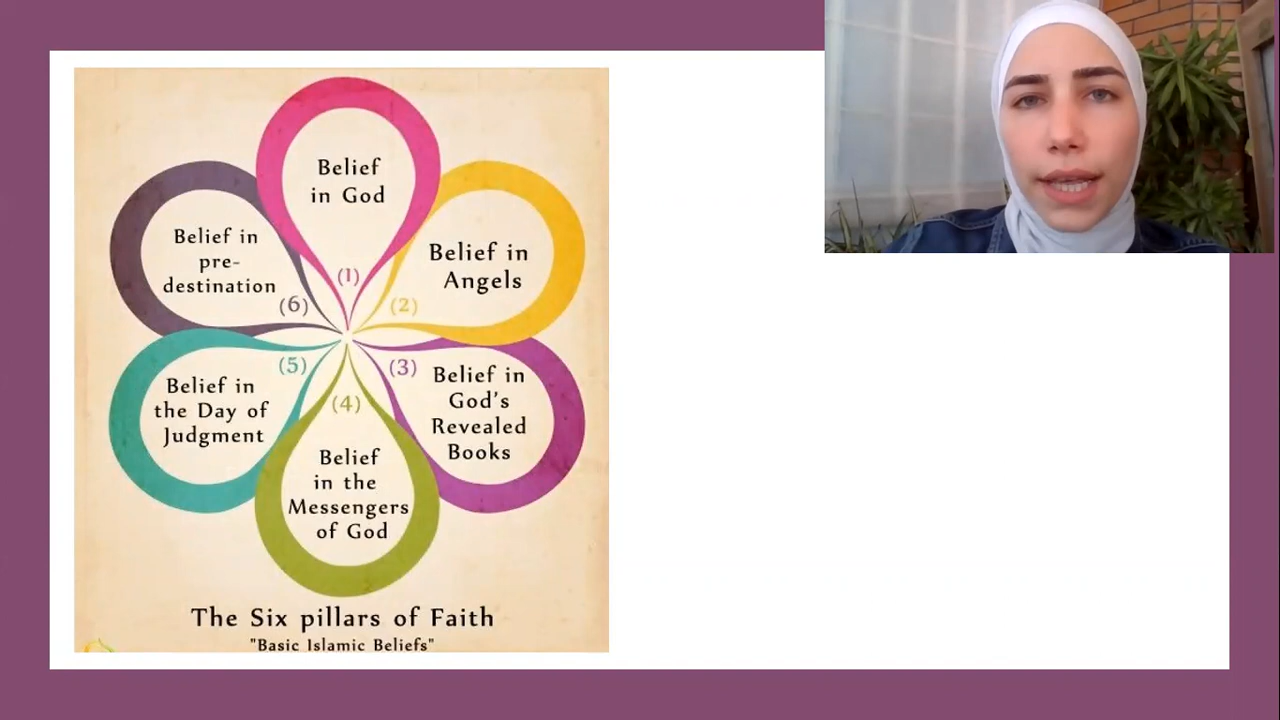 Belief
in God
(1)
Belief in
Angels
(2)
(3)
Belief in
God's
Revealed
Books
(4)
Belief
in the
Messengers
of God
(5)
Belief in
the Day of
Judgment
Belief in
pre-
destination
(6)
The Six pillars of Faith
"Basic Islamic Beliefs"